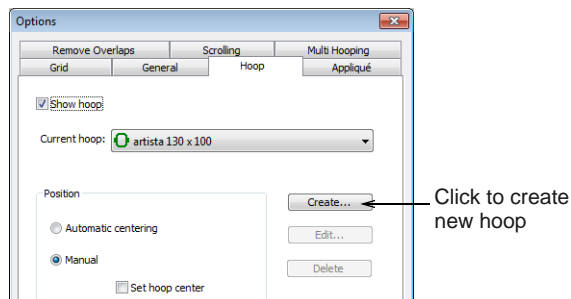 Options
Remove Overlaps Scrolling Multi Hooping
Grid General Hoop Appliqué
Show hoop
Current hoop: artista 130 x 100
Position
Create...
Click to create
new hoop
Automatic centering
Edit...
Manual
Delete
Set hoop center